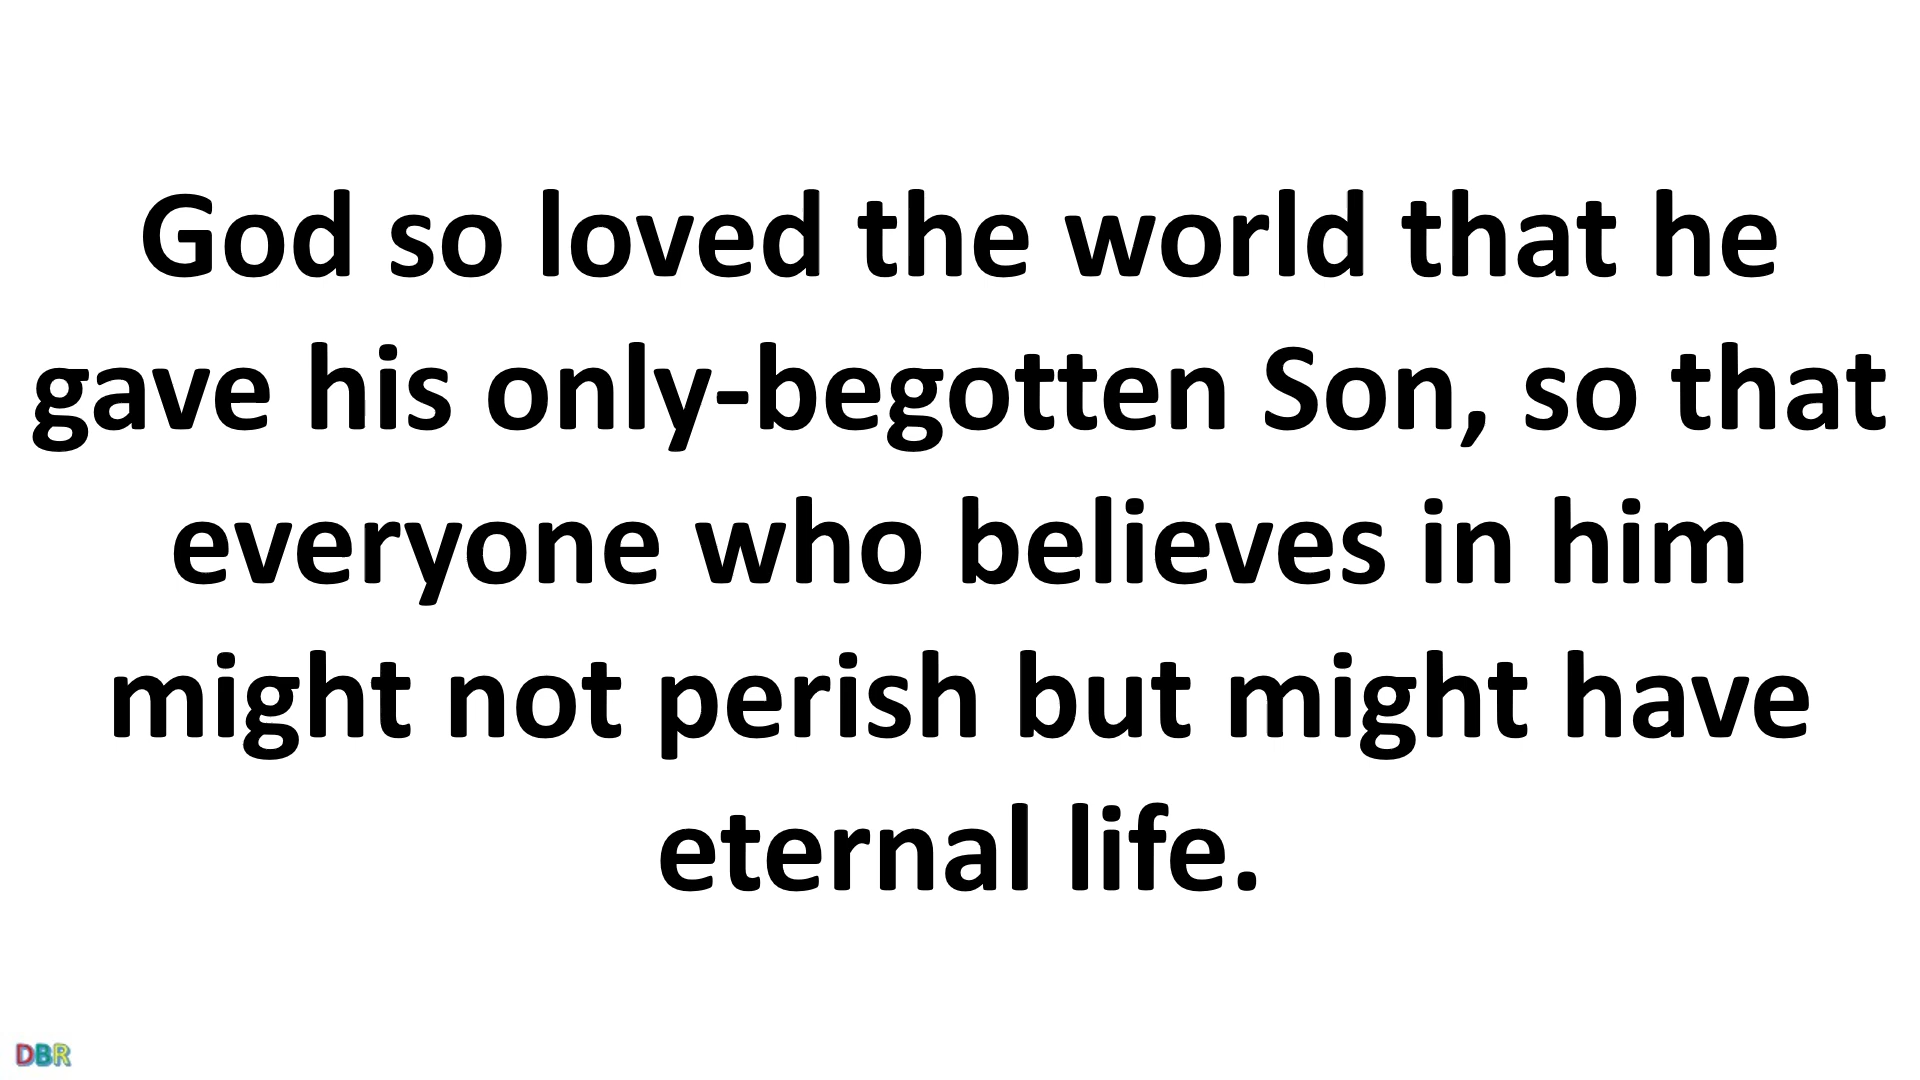 God so loved the world that he
gave his only-begotten Son, so that
everyone who believes in him
might not perish but might have
eternal life.
DBR